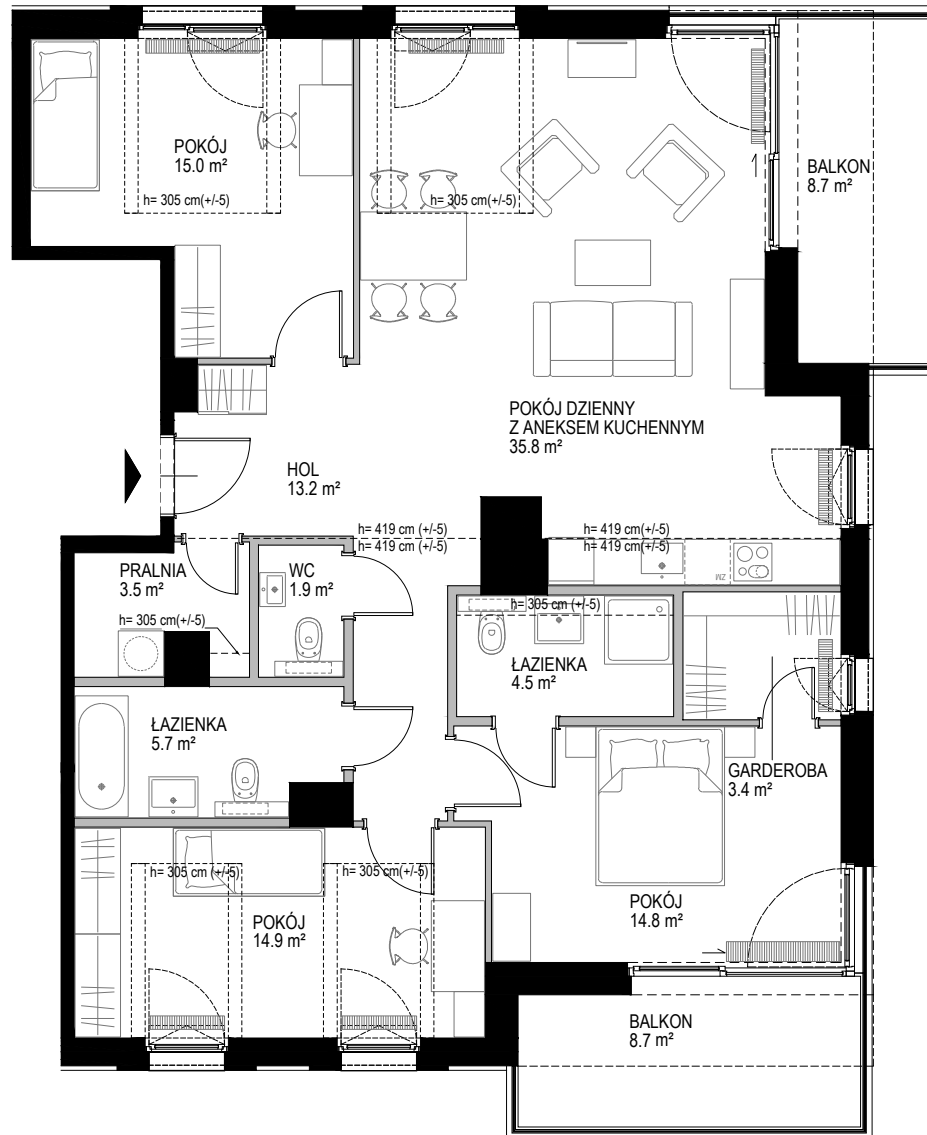 POKÓJ
15.0 m²
h= 305 cm(+/-5)
h= 305 cm(+/-5)
BALKON
8.7 m²
POKÓJ DZIENNY
Z ANEKSEM KUCHENNYM
35.8 m²
HOL
13.2 m²
h= 419 cm (+/-5)
h= 419 cm (+/-5)
h= 419 cm (+/-5)
h= 419 cm (+/-5)
ZM
PRALNIA
3.5 m²
h= 305 cm(+/-5)
WC
1.9 m²
h= 305 cm (+/-5)
ŁAZIENKA
4.5 m²
ŁAZIENKA
5.7 m²
GARDEROBA
3.4 m²
h= 305 cm (+/-5)
h= 305 cm (+/-5)
POKÓJ
14.9 m²
POKÓJ
14.8 m²
BALKON
8.7 m²